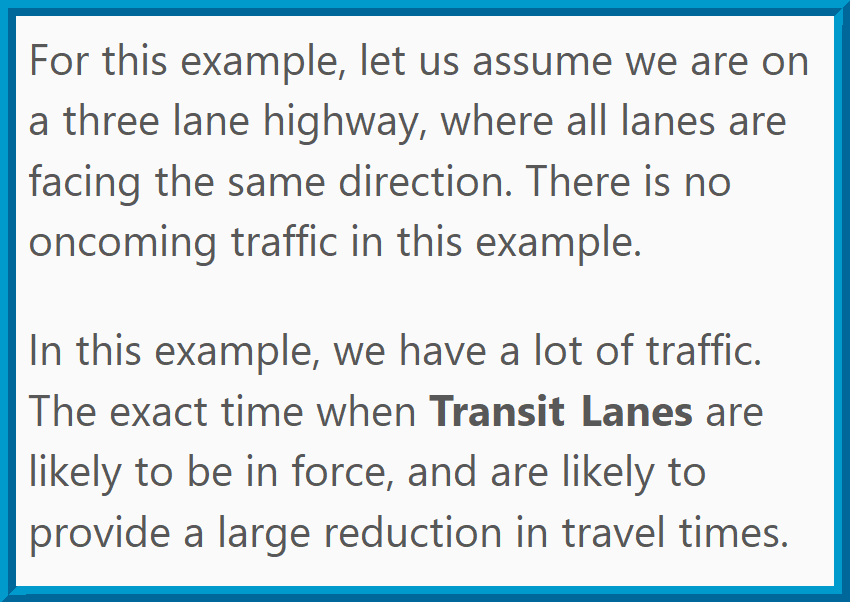 For this example, let us assume we are on
a three lane highway, where all lanes are
facing the same direction. There is no
oncoming traffic in this example.
In this example, we have a lot of traffic.
The exact time when Transit Lanes are
likely to be in force, and are likely to
provide a large reduction in travel times.